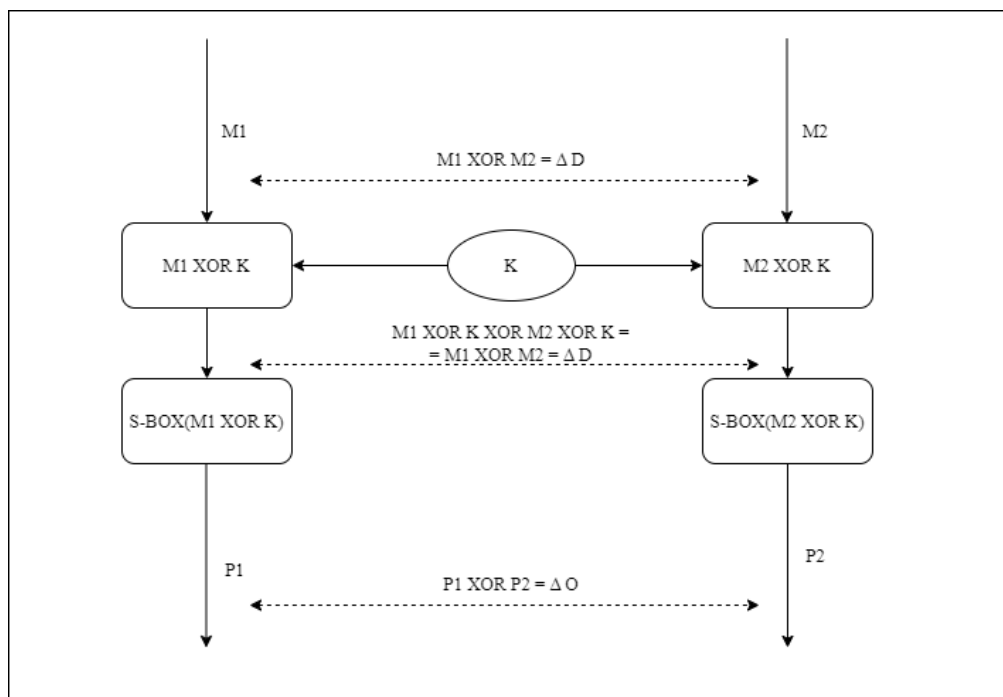 M1
M2
M1 XOR M2 = Δ D
M1 XOR K
K
M2 XOR K
M1 XOR K XOR M2 XOR K =
= M1 XOR M2 = Δ D
S-BOX(M1 XOR K)
S-BOX(M2 XOR K)
P1
P2
P1 XOR P2 = Δ O